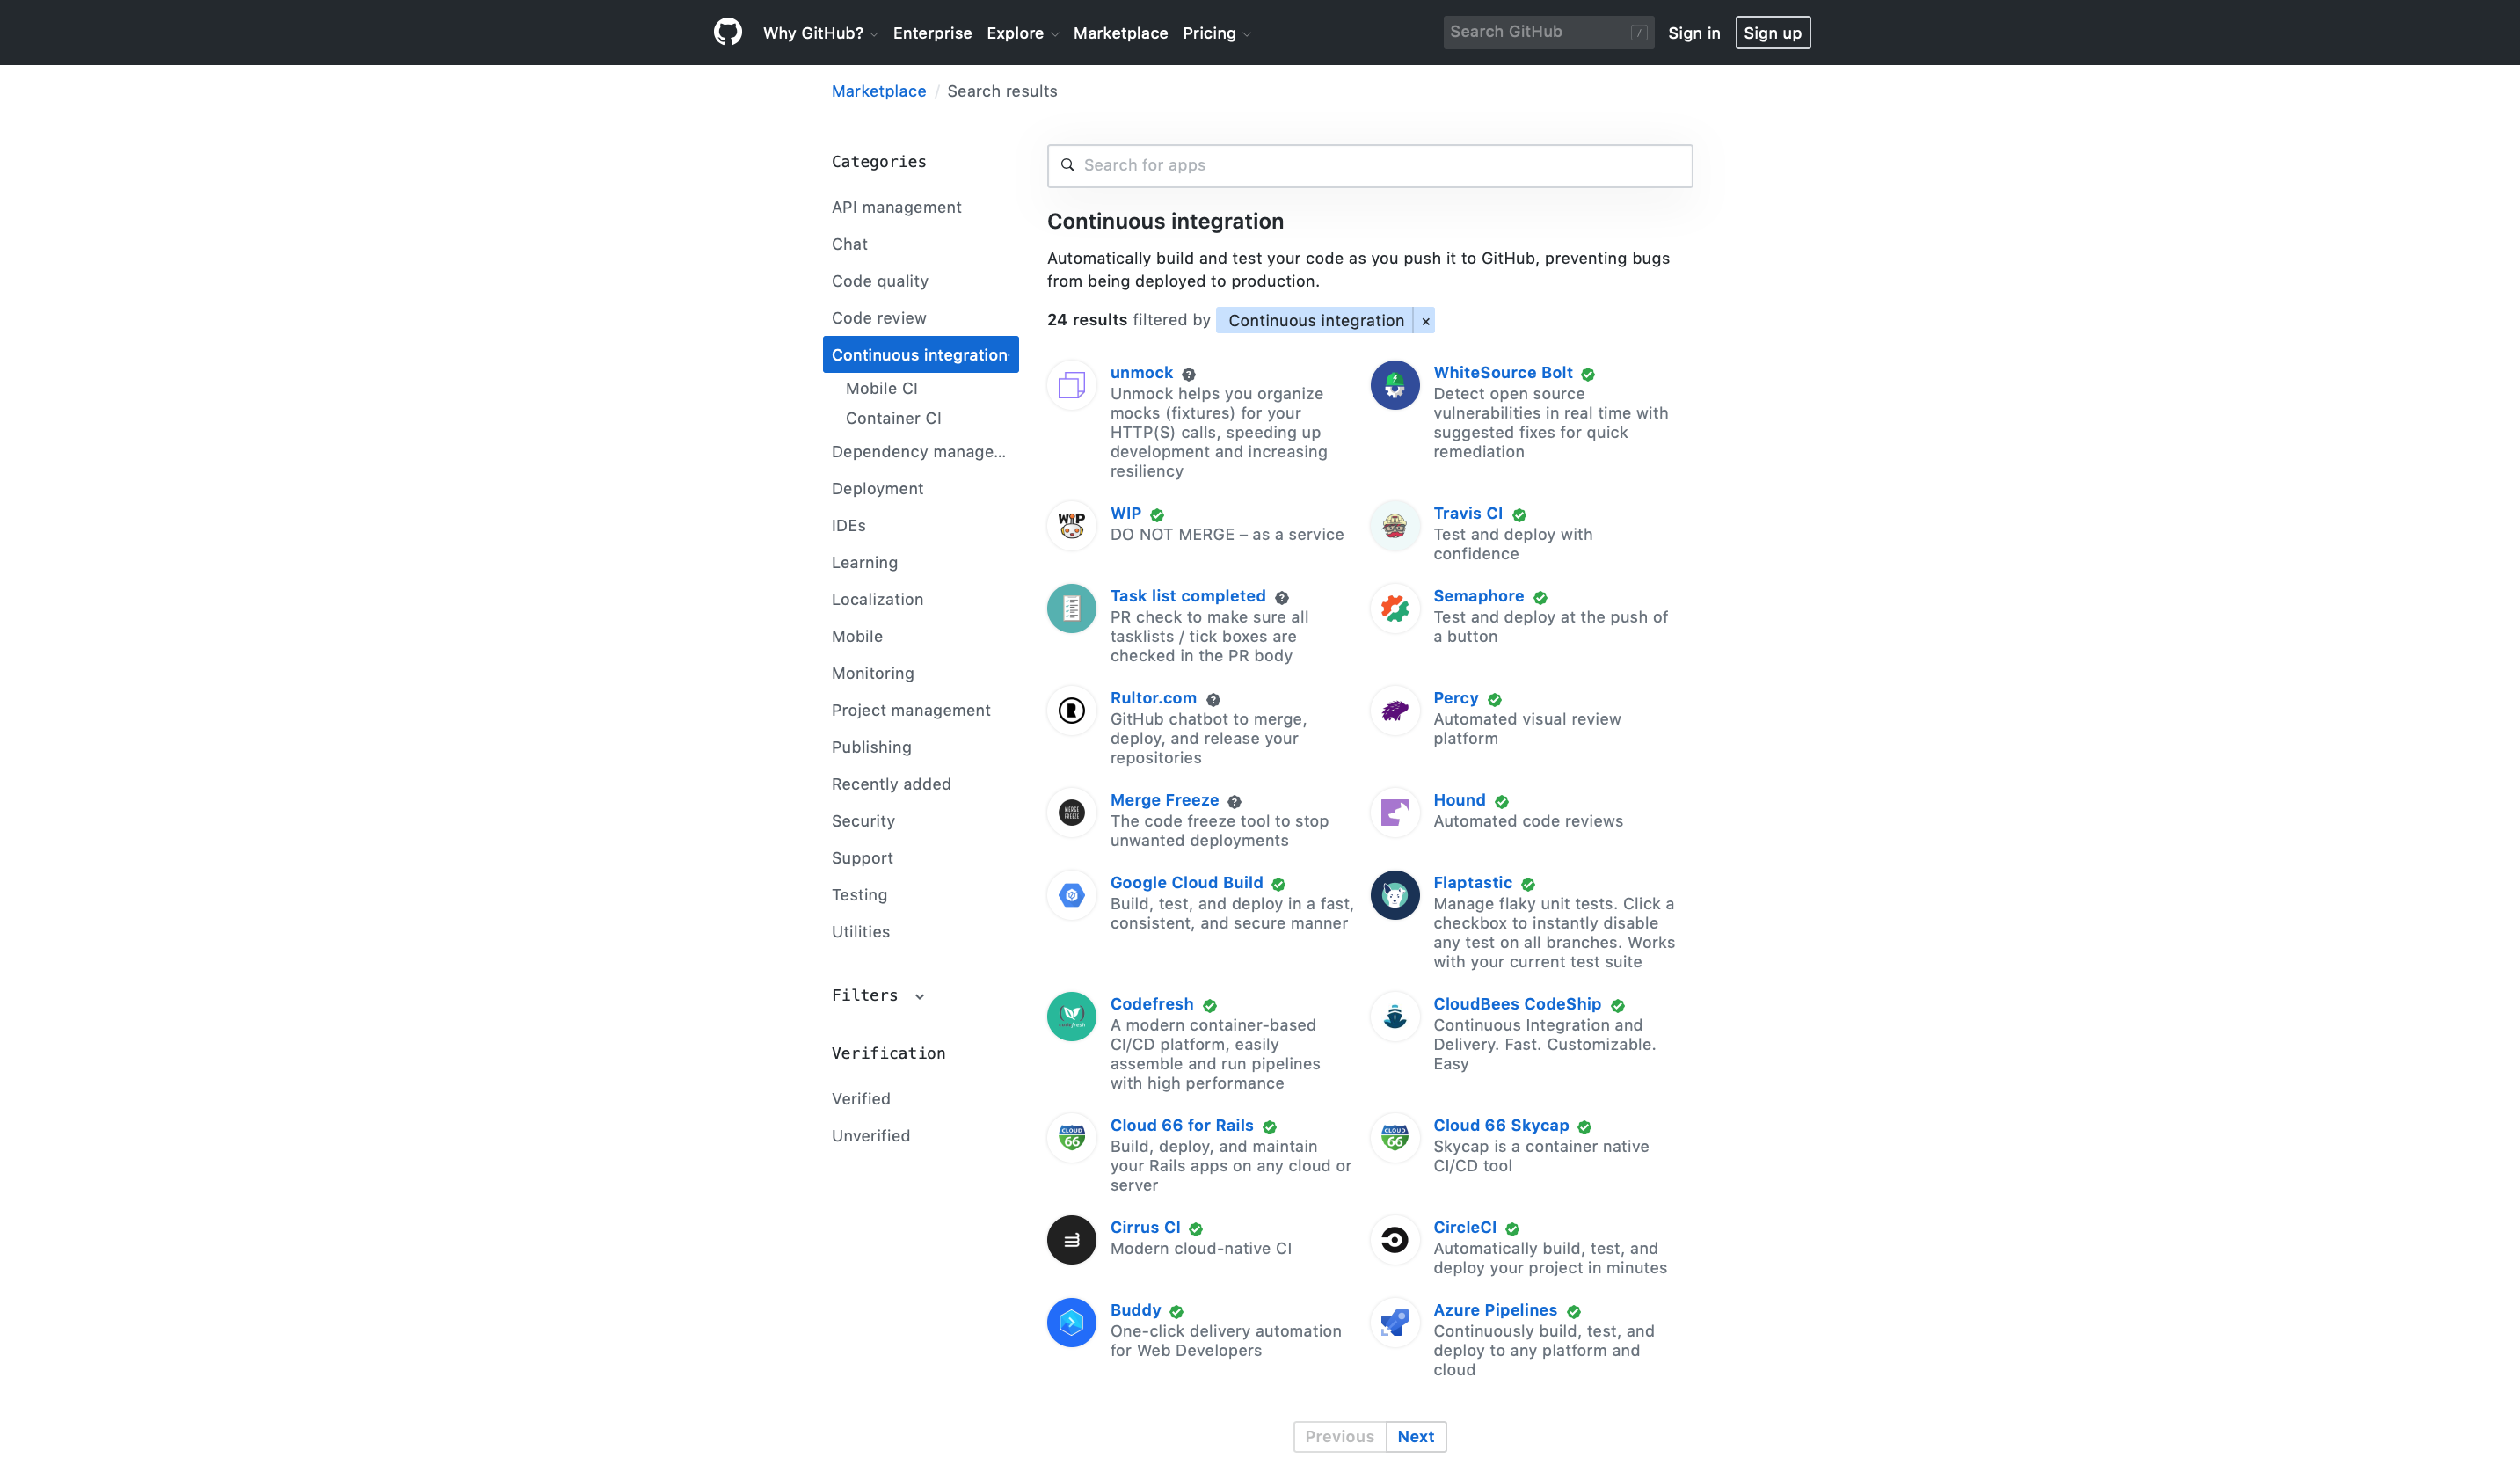 Why GitHub? Enterprise Explore Marketplace Pricing Search GitHub / Sign in Sign up
Marketplace / Search results
Categories
API management
Chat
Code quality
Code review
Continuous integration
Mobile CI
Container CI
Dependency manage...
Deployment
IDEs
Learning
Localization
Mobile
Monitoring
Project management
Publishing
Recently added
Security
Support
Testing
Utilities
Filters
Verification
Verified
Unverified
Search for apps
Continuous integration
Automatically build and test your code as you push it to GitHub, preventing bugs
from being deployed to production.
24 results filtered by Continuous integration ×
unmock
Unmock helps you organize
mocks (fixtures) for your
HTTP(S) calls, speeding up
development and increasing
resiliency
WhiteSource Bolt
Detect open source
vulnerabilities in real time with
suggested fixes for quick
remediation
WIP
WIP
DO NOT MERGE – as a service
Travis CI
Test and deploy with
confidence
Task list completed
PR check to make sure all
tasklists / tick boxes are
checked in the PR body
Semaphore
Test and deploy at the push of
a button
R
Rultor.com
GitHub chatbot to merge,
deploy, and release your
repositories
Percy
Automated visual review
platform
MERGE
FREEZE
Merge Freeze
The code freeze tool to stop
unwanted deployments
Hound
Automated code reviews
Google Cloud Build
Build, test, and deploy in a fast,
consistent, and secure manner
Flaptastic
Manage flaky unit tests. Click a
checkbox to instantly disable
any test on all branches. Works
with your current test suite
codefresh
Codefresh
A modern container-based
CI/CD platform, easily
assemble and run pipelines
with high performance
CloudBees CodeShip
Continuous Integration and
Delivery. Fast. Customizable.
Easy
CLOUD
66
Cloud 66 for Rails
Build, deploy, and maintain
your Rails apps on any cloud or
server
CLOUD
66
Cloud 66 Skycap
Skycap is a container native
CI/CD tool
Cirrus CI
Modern cloud-native CI
CircleCI
Automatically build, test, and
deploy your project in minutes
Buddy
One-click delivery automation
for Web Developers
Azure Pipelines
Continuously build, test, and
deploy to any platform and
cloud
Previous Next